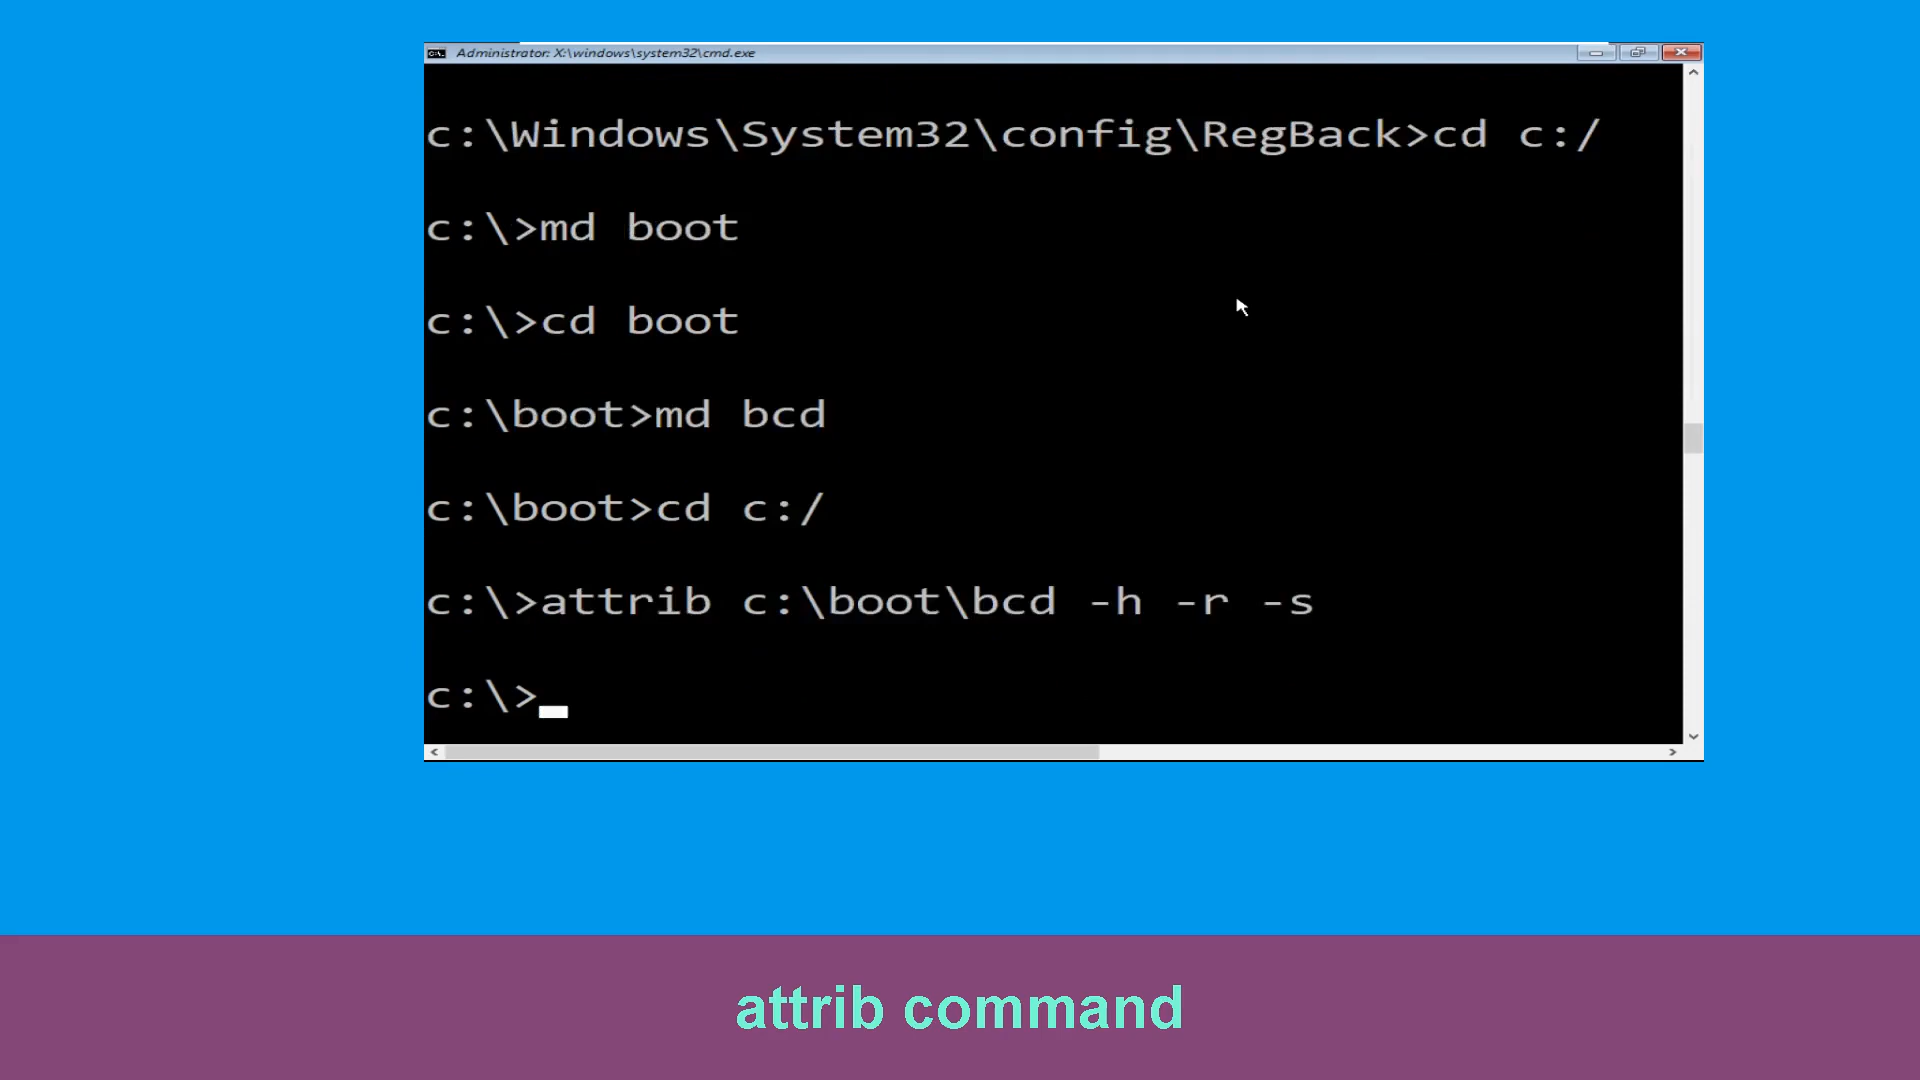 Administrator: X:\windows\system32\cmd.exe
c:\Windows\System32\config\RegBack>cd c:/
c:\>md boot
c:\>cd boot
c:\boot>md bcd
c:\boot>cd c:/
c:\>attrib c:\boot\bcd -h -r -s
c:\>
attrib command